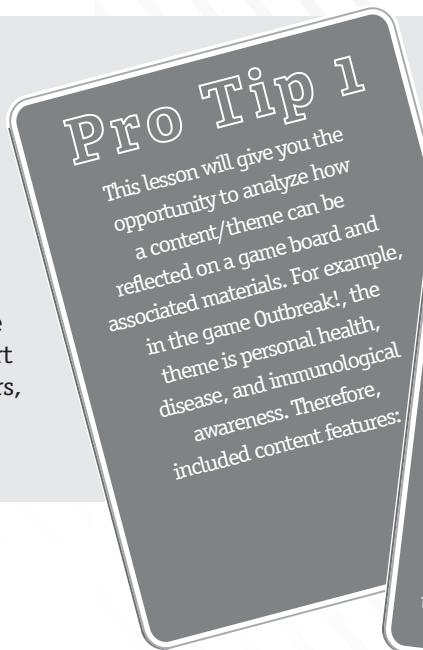 Pro Tip 1
This lesson will give you the
opportunity to analyze how
a content/theme can be
reflected on a game board and
associated materials. For example,
in the game Outbreak!, the
theme is personal health,
disease, and immunological
awareness. Therefore,
included content features:
rs,